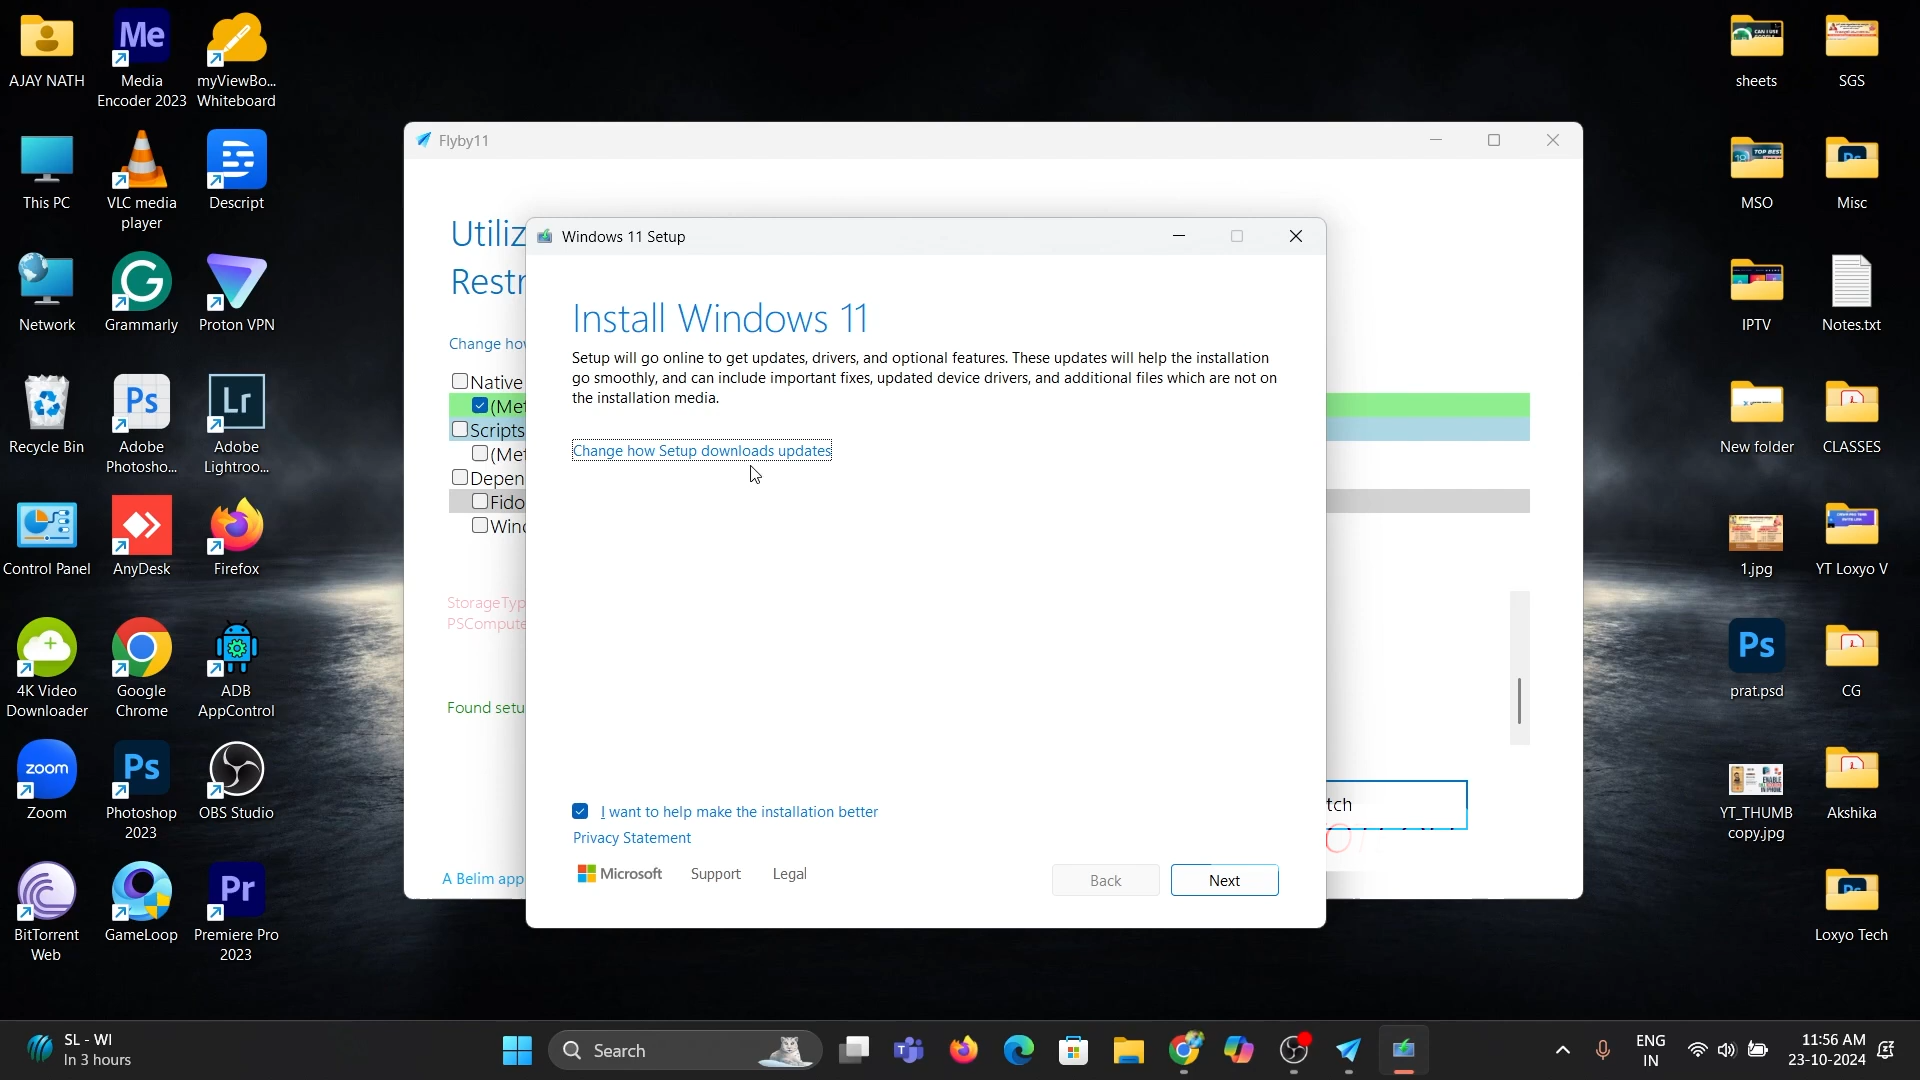 AJAY NATH
Me
Media
Encoder 2023
myViewBo...
Whiteboard
This PC
VLC media
player
Descript
Network
Grammarly
Proton VPN
Recycle Bin
Ps
Adobe
Photosho...
Lr
Adobe
Lightroo...
Control Panel
AnyDesk
Firefox
4K Video
Downloader
Google
Chrome
ADB
AppControl
zoom
Zoom
Ps
Photoshop
2023
OBS Studio
BitTorrent
Web
GameLoop
Pr
Premiere Pro
2023
Flyby11
Utiliz
Restr
Change how
Native
(Met
Scripts
(Met
Depen
Fido
Wind
StorageTyp
PSCompute
Found setu
A Belim app
tch
Windows 11 Setup
Install Windows 11
Setup will go online to get updates, drivers, and optional features. These updates will help the installation
go smoothly, and can include important fixes, updated device drivers, and additional files which are not on
the installation media.
Change how Setup downloads updates
I want to help make the installation better
Privacy Statement
Microsoft
Support
Legal
Back
Next
sheets
SGS
MSO
Misc
IPTV
Notes.txt
New folder
CLASSES
1.jpg
YT Loxyo V
Ps
prat.psd
CG
YT_THUMB
copy.jpg
Akshika
Loxyo Tech
SL - WI
In 3 hours
Search
ENG
IN
11:56 AM
23-10-2024